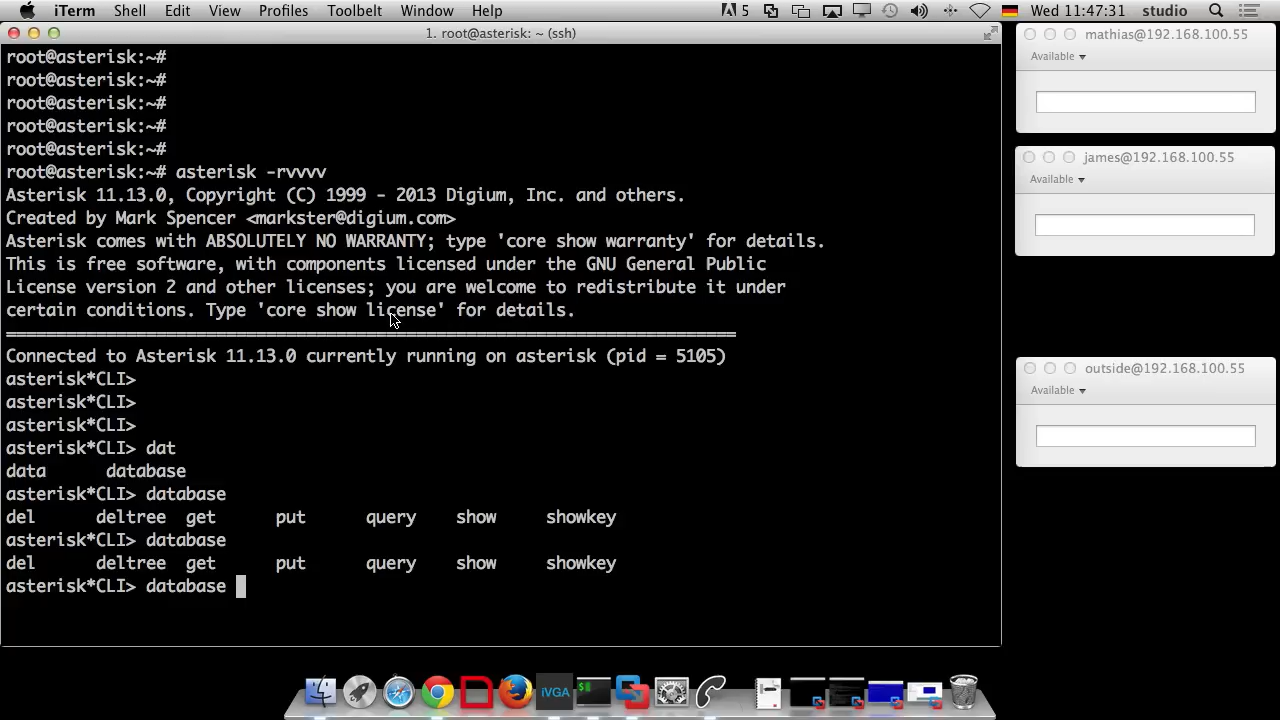 iTerm Shell Edit View Profiles Toolbelt Window Help 5 Wed 11:47:31 studio
1. root@asterisk: ~ (ssh)
root@asterisk:~#
root@asterisk:~#
root@asterisk:~#
root@asterisk:~#
root@asterisk:~#
root@asterisk:~# asterisk -rvvvv
Asterisk 11.13.0, Copyright (C) 1999 - 2013 Digium, Inc. and others.
Created by Mark Spencer <markster@digium.com>
Asterisk comes with ABSOLUTELY NO WARRANTY; type 'core show warranty' for details.
This is free software, with components licensed under the GNU General Public
License version 2 and other licenses; you are welcome to redistribute it under
certain conditions. Type 'core show license' for details.
=========================================================================
Connected to Asterisk 11.13.0 currently running on asterisk (pid = 5105)
asterisk*CLI>
asterisk*CLI>
asterisk*CLI>
asterisk*CLI> dat
data database
asterisk*CLI> database
del deltree get put query show showkey
asterisk*CLI> database
del deltree get put query show showkey
asterisk*CLI> database
mathias@192.168.100.55
Available
james@192.168.100.55
Available
outside@192.168.100.55
Available
iVGA